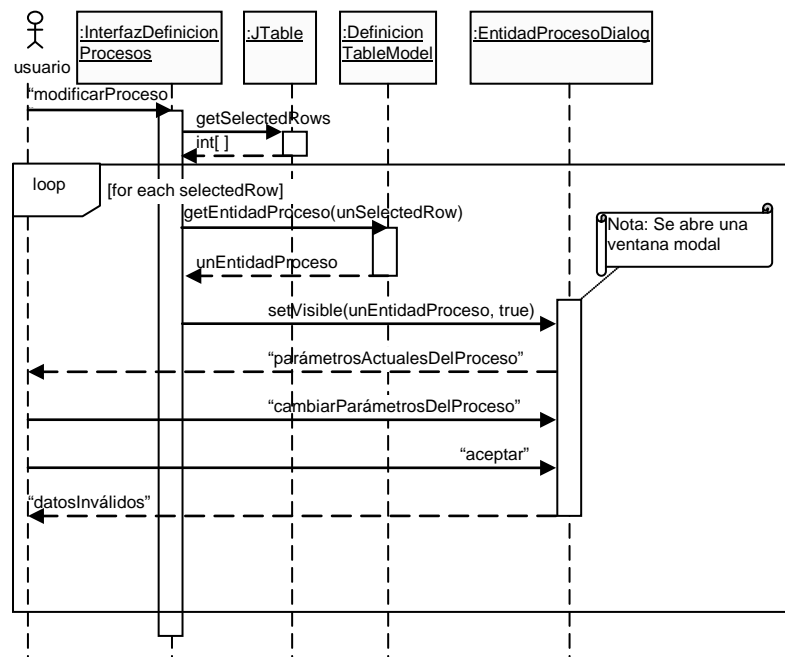 :InterfazDefinicion
Procesos
:JTable
:Definicion
TableModel
:EntidadProcesoDialog
usuario
“modificarProceso
getSelectedRows
int[ ]
loop
[for each selectedRow]
getEntidadProceso(unSelectedRow)
Nota: Se abre una
ventana modal
unEntidadProceso
setVisible(unEntidadProceso, true)
“parámetrosActualesDelProceso”
“cambiarParámetrosDelProceso”
“aceptar”
“datosInválidos”